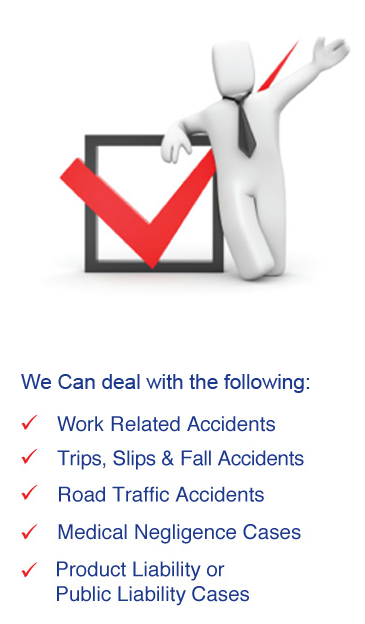 We Can deal with the following:
Work Related Accidents
Trips, Slips & Fall Accidents
Road Traffic Accidents
Medical Negligence Cases
Product Liability or
Public Liability Cases